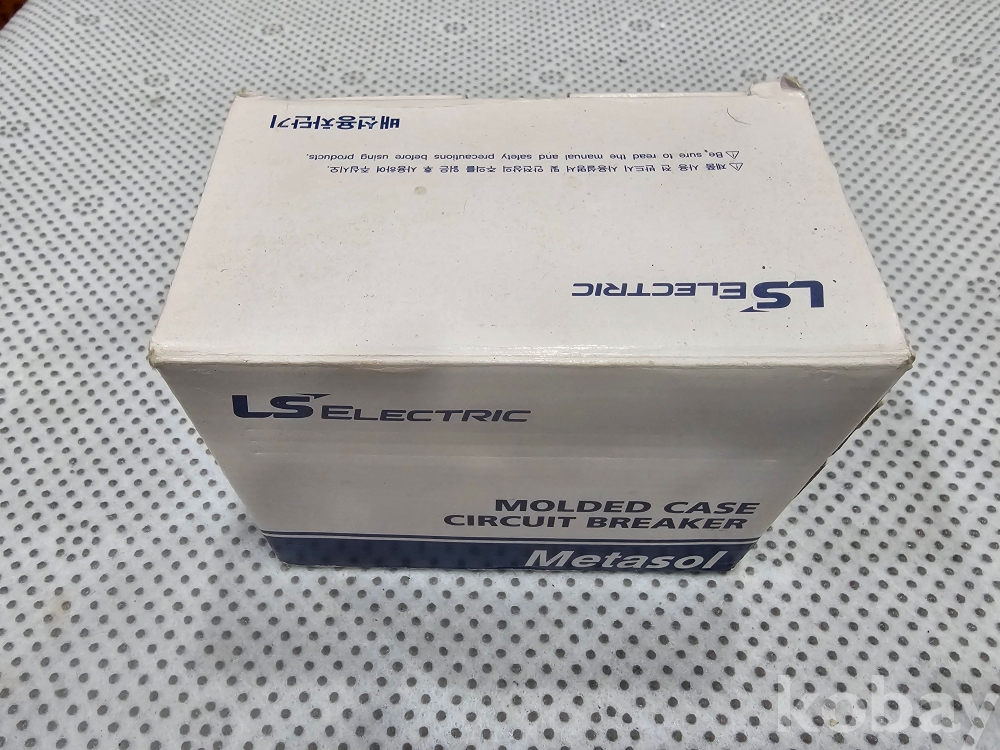 배선용차단기
⚠ Be, sure to read the manual and safety precautions before using products.
⚠ 제품 사용 전 반드시 사용설명서 및 안전상의 주의를 읽은 후 사용하여 주십시오.
LS ELECTRIC
LS ELECTRIC
MOLDED CASE
CIRCUIT BREAKER
Metasol
kobay